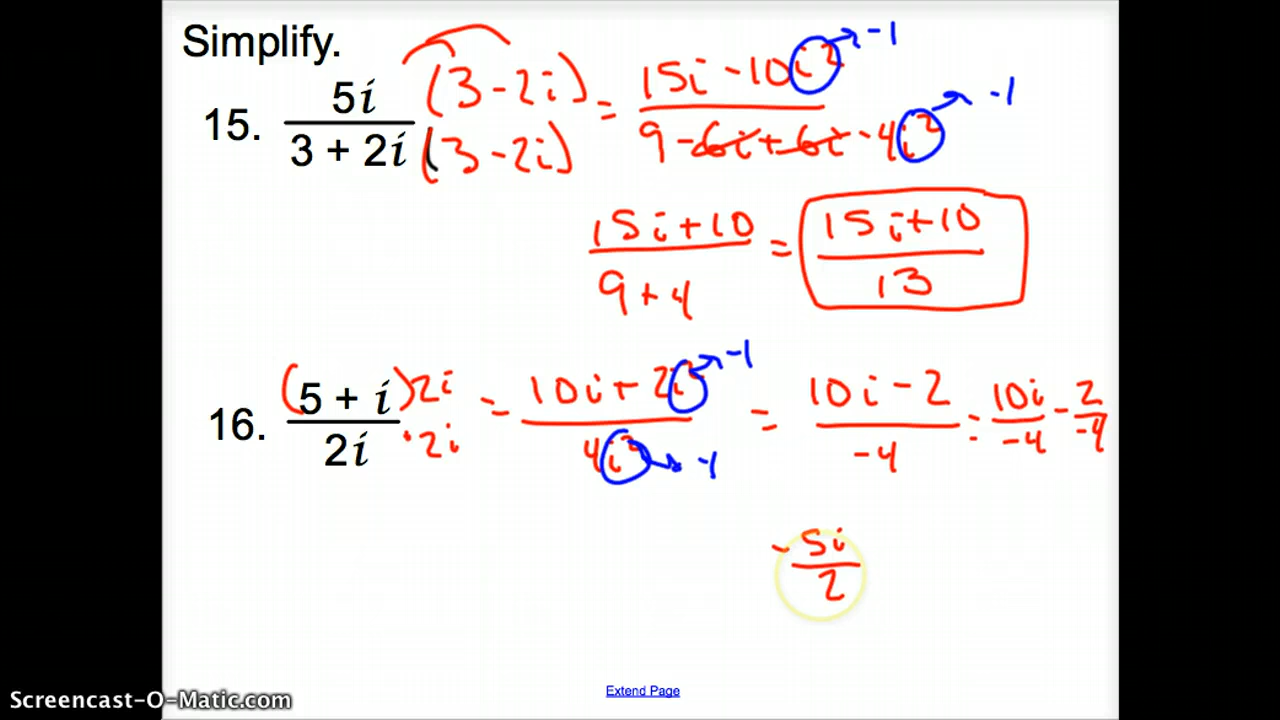 Simplify.
15. 5i / 3 + 2i (3 - 2i) / (3 - 2i) = 15i - 10i² / 9 - 6i + 6i - 4i² → -1 → -1
15i + 10 / 9 + 4 = 15i + 10 / 13
16. (5 + i) 2i / 2i · 2i = 10i + 2i² / 4i² → -1 → -1 = 10i - 2 / -4 = 10i / -4 - 2 / -4
- 5i / 2
Extend Page
Screencast-O-Matic.com